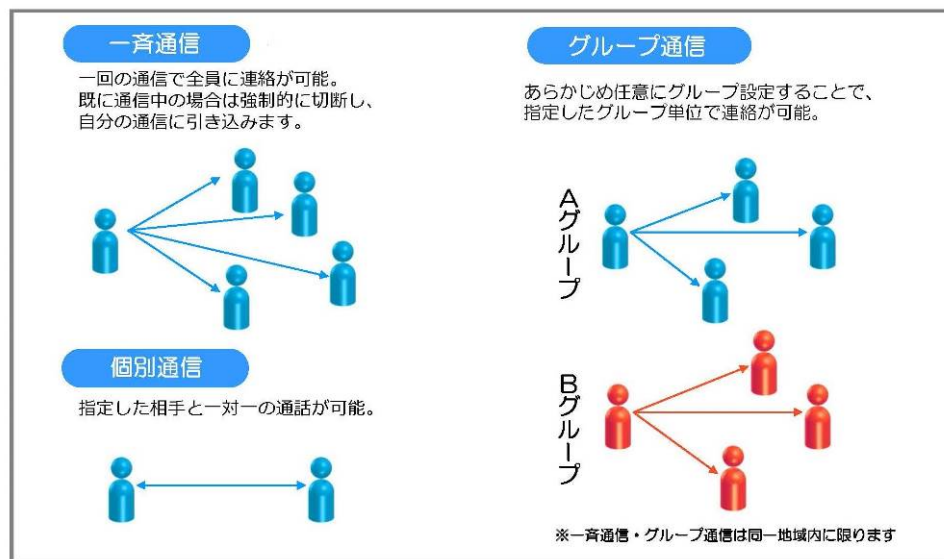 一斉通信
一回の通信で全員に連絡が可能。
既に通信中の場合は強制的に切断し、
自分の通信に引き込みます。
個別通信
指定した相手と一対一の通話が可能。
グループ通信
あらかじめ任意にグループ設定することで、
指定したグループ単位で連絡が可能。
Aグループ
Bグループ
※一斉通信・グループ通信は同一地域内に限ります